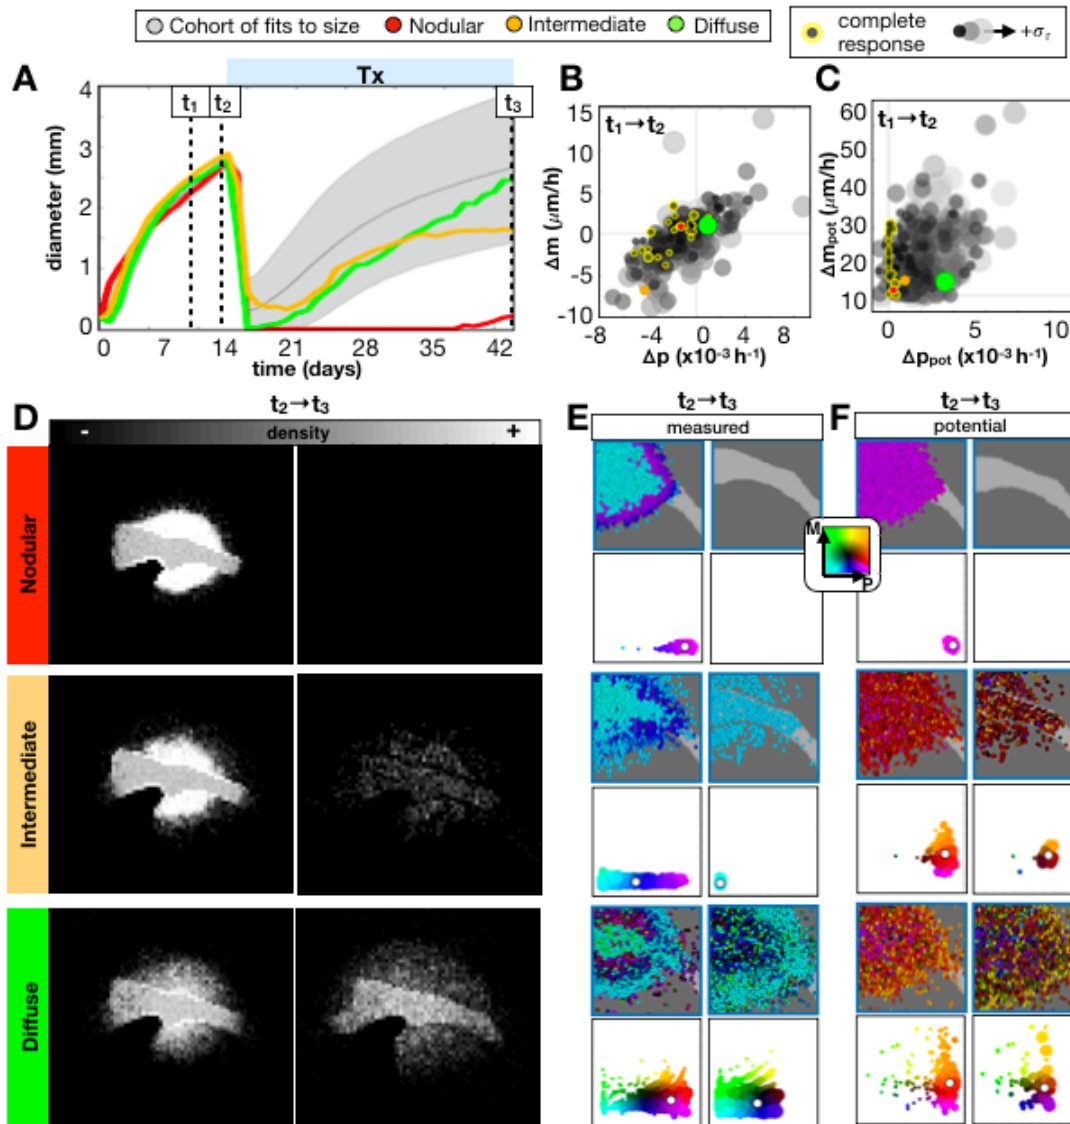 Cohort of fits to size Nodular Intermediate Diffuse
complete response
+σ_τ
A
Tx
t₁ t₂ t₃
diameter (mm)
4
3
2
1
0
0 7 14 21 28 35 42
time (days)
B
t₁→t₂
Δm (μm/h)
15
10
5
0
-5
-10
-8 -4 0 4 8
Δp (x10⁻³ h⁻¹)
C
t₁→t₂
Δm_pot (μm/h)
60
50
40
30
20
10
0 5 10
Δp_pot (x10⁻³ h⁻¹)
D
t₂→t₃
- density +
Nodular
Intermediate
Diffuse
E
t₂→t₃
measured
F
t₂→t₃
potential
M
P